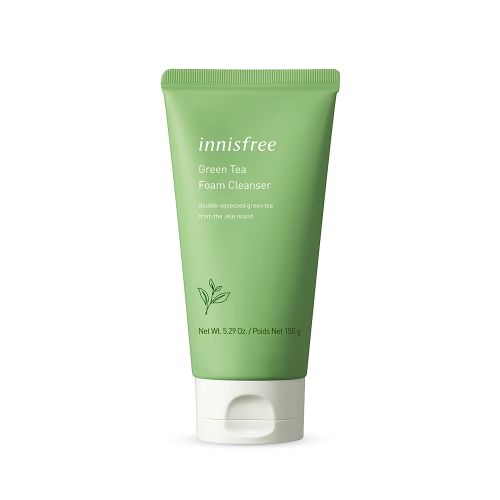 innisfree
Green Tea
Foam Cleanser
double-squeezed green tea
from the Jeju island
Net Wt. 5.29 Oz. / Poids Net 150 g